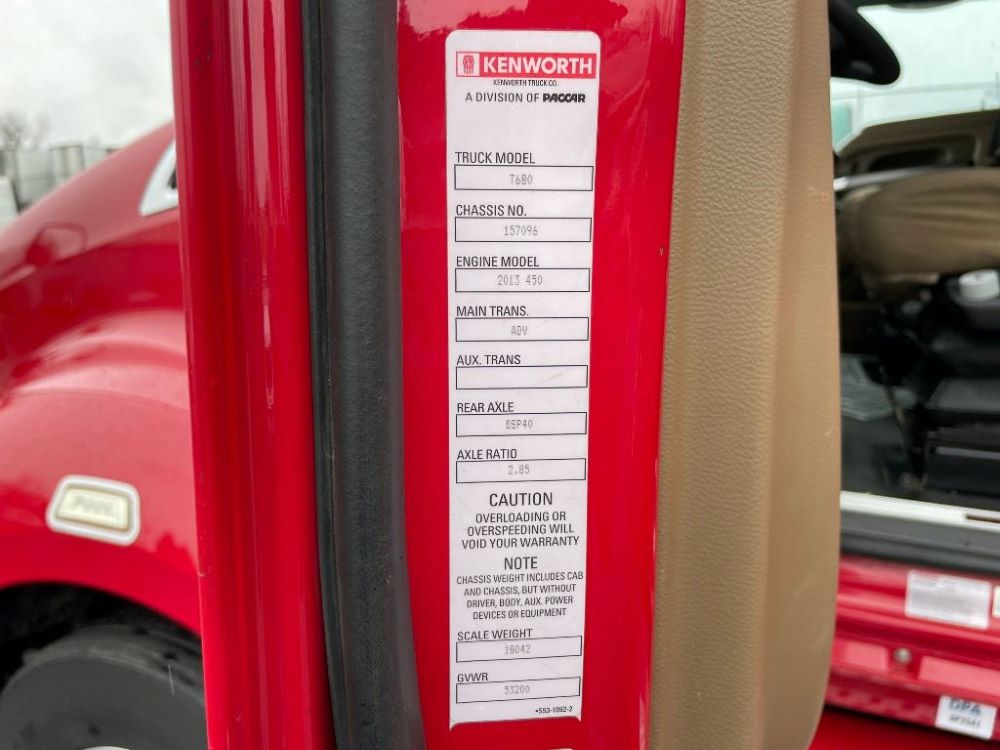 KENWORTH
KENWORTH TRUCK CO.
A DIVISION OF PACCAR
TRUCK MODEL
T680
CHASSIS NO.
157096
ENGINE MODEL
2013 450
MAIN TRANS.
ADV
AUX. TRANS
REAR AXLE
DSP40
AXLE RATIO
2.85
CAUTION
OVERLOADING OR
OVERSPEEDING WILL
VOID YOUR WARRANTY
NOTE
CHASSIS WEIGHT INCLUDES CAB
AND CHASSIS, BUT WITHOUT
DRIVER, BODY, AUX. POWER
DEVICES OR EQUIPMENT
SCALE WEIGHT
18042
GVWR
53200
•S53-1092-2